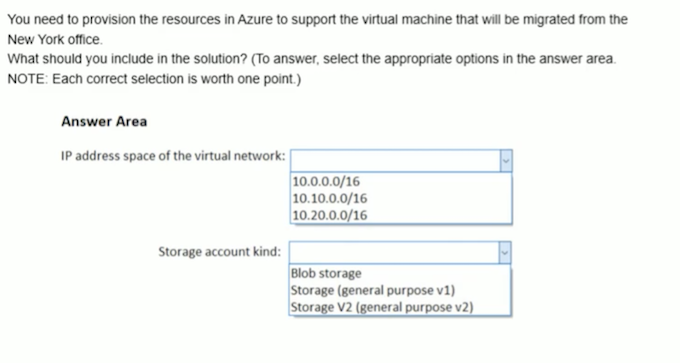 You need to provision the resources in Azure to support the virtual machine that will be migrated from the
New York office.
What should you include in the solution? (To answer, select the appropriate options in the answer area.
NOTE: Each correct selection is worth one point.)
Answer Area
IP address space of the virtual network:
10.0.0.0/16
10.10.0.0/16
10.20.0.0/16
Storage account kind:
Blob storage
Storage (general purpose v1)
Storage V2 (general purpose v2)